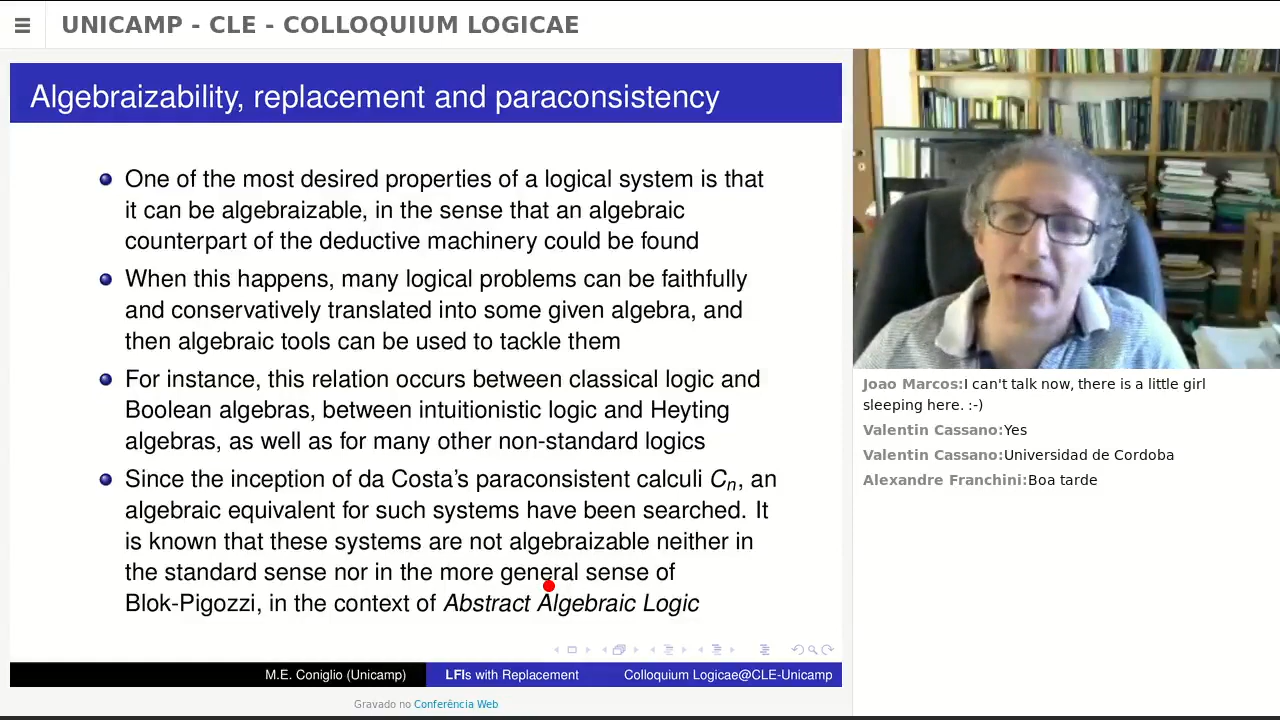 UNICAMP - CLE - COLLOQUIUM LOGICAE
Algebraizability, replacement and paraconsistency
One of the most desired properties of a logical system is that
it can be algebraizable, in the sense that an algebraic
counterpart of the deductive machinery could be found
When this happens, many logical problems can be faithfully
and conservatively translated into some given algebra, and
then algebraic tools can be used to tackle them
For instance, this relation occurs between classical logic and
Boolean algebras, between intuitionistic logic and Heyting
algebras, as well as for many other non-standard logics
Since the inception of da Costa's paraconsistent calculi Cn, an
algebraic equivalent for such systems have been searched. It
is known that these systems are not algebraizable neither in
the standard sense nor in the more general sense of
Blok-Pigozzi, in the context of Abstract Algebraic Logic
M.E. Coniglio (Unicamp)
LFIs with Replacement
Colloquium Logicae@CLE-Unicamp
Gravado no Conferência Web
Joao Marcos:I can't talk now, there is a little girl
sleeping here. :-)
Valentin Cassano:Yes
Valentin Cassano:Universidad de Cordoba
Alexandre Franchini:Boa tarde